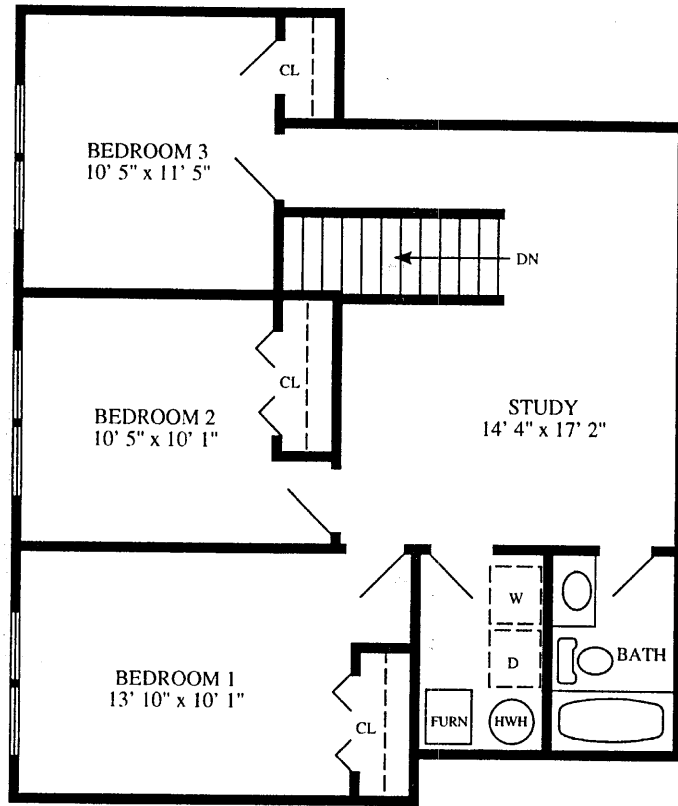 CL
BEDROOM 3
10' 5" x 11' 5"
DN
CL
BEDROOM 2
10' 5" x 10' 1"
STUDY
14' 4" x 17' 2"
W
D
BATH
BEDROOM 1
13' 10" x 10' 1"
CL
FURN
HWH